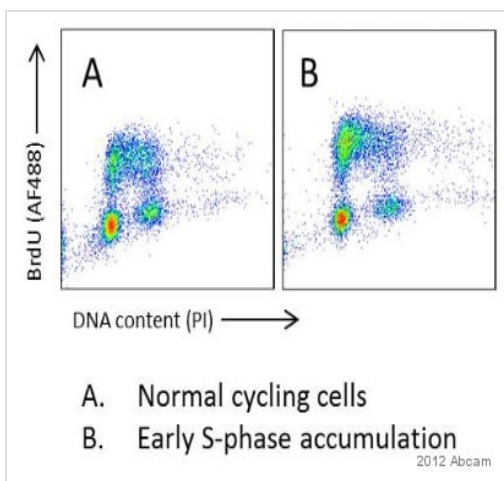 A
B
BrdU (AF488)
DNA content (PI)
A. Normal cycling cells
B. Early S-phase accumulation
2012 Abcam